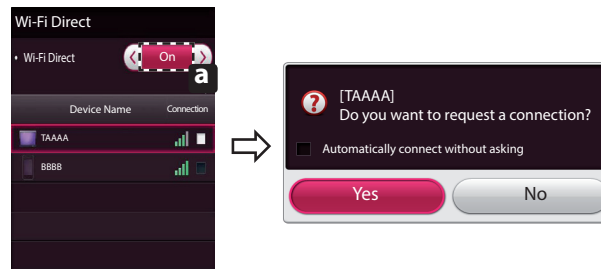 Wi-Fi Direct
• Wi-Fi Direct
On
a
Device Name Connection
TAAAA
BBBB
[TAAAA]
Do you want to request a connection?
Automatically connect without asking
Yes No